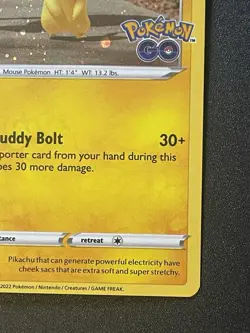 POKÉMON
GO
Mouse Pokémon HT: 1'4" WT: 13.2 lbs.
uddy Bolt 30+
porter card from your hand during this
oes 30 more damage.
tance
retreat
Pikachu that can generate powerful electricity have
cheek sacs that are extra soft and super stretchy.
2022 Pokémon / Nintendo / Creatures / GAME FREAK.